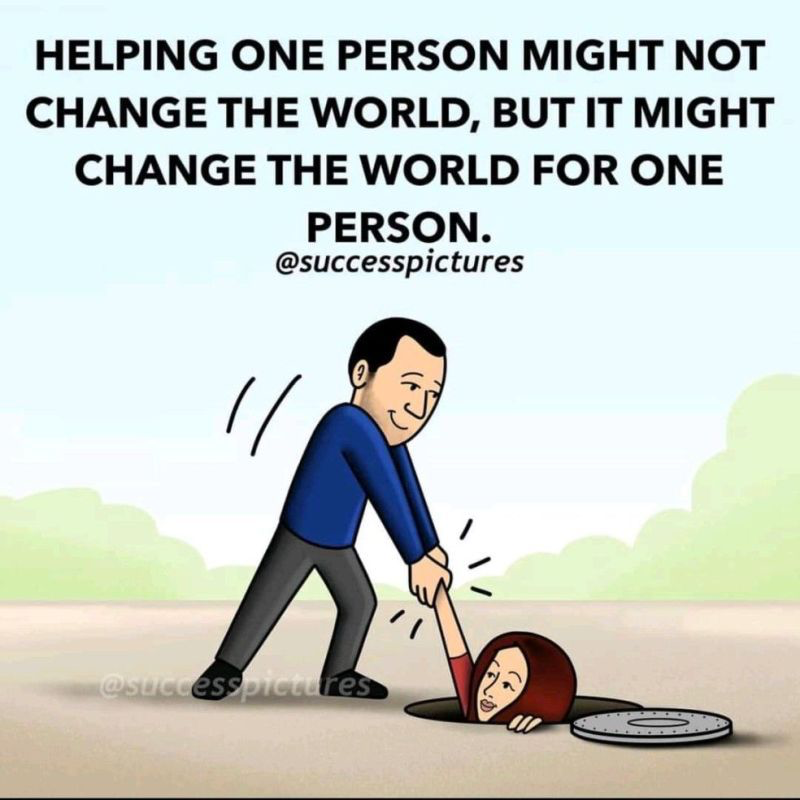 HELPING ONE PERSON MIGHT NOT
CHANGE THE WORLD, BUT IT MIGHT
CHANGE THE WORLD FOR ONE
PERSON.
@successpictures
@successpictures